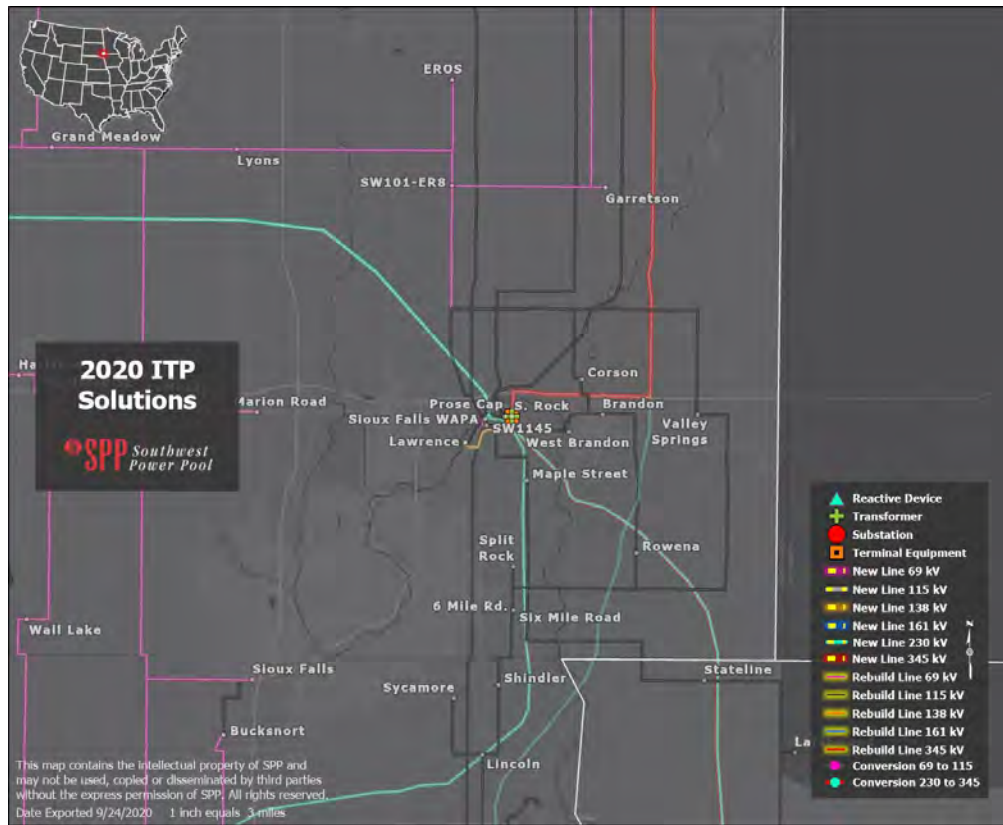 EROS
Grand Meadow
Lyons
SW101-ER8
Garretson
2020 ITP
Solutions
SPP Southwest
Power Pool
Marion Road
Corson
Prose Cap
S. Rock
Brandon
Sioux Falls WAPA
SW1145
Valley
Springs
Lawrence
West Brandon
Maple Street
Split
Rock
Rowena
6 Mile Rd.
Six Mile Road
Wall Lake
Sioux Falls
Sycamore
Shindler
Stateline
Bucksnort
Lincoln
La
Reactive Device
Transformer
Substation
Terminal Equipment
New Line 69 kV
New Line 115 kV
New Line 138 kV
New Line 161 kV
New Line 230 kV
New Line 345 kV
Rebuild Line 69 kV
Rebuild Line 115 kV
Rebuild Line 138 kV
Rebuild Line 161 kV
Rebuild Line 345 kV
Conversion 69 to 115
Conversion 230 to 345
N
This map contains the intellectual property of SPP and
may not be used, copied or disseminated by third parties
without the express permission of SPP. All rights reserved.
Date Exported 9/24/2020 1 inch equals 3 miles